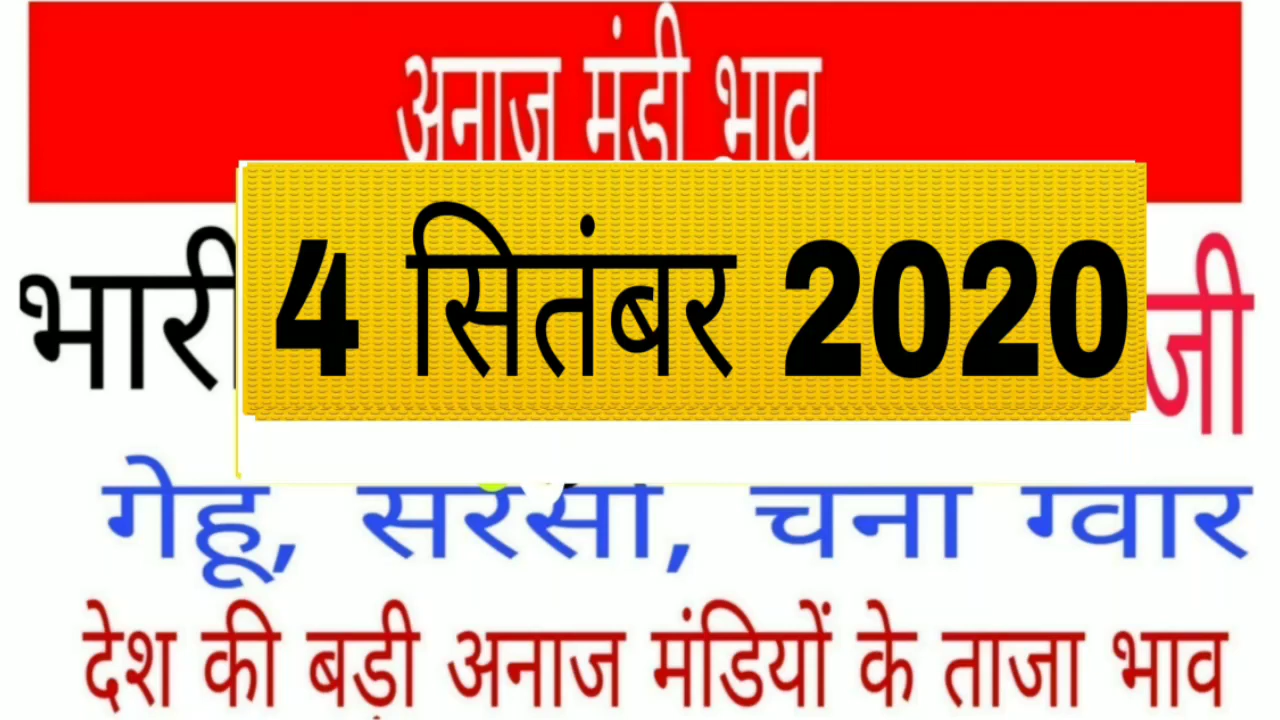 अनाज मंडी भाव
भारी 4 सितंबर 2020 जी
गेहू, सरसो, चना ग्वार
देश की बडी अनाज मंडियों के ताजा भाव